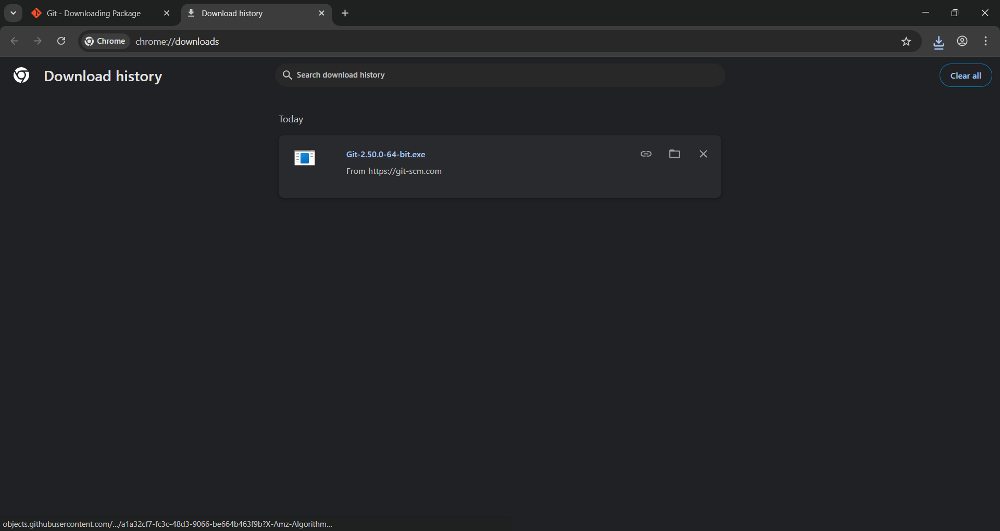 Git - Downloading Package
Download history
Chrome
chrome://downloads
Download history
Search download history
Clear all
Today
Git-2.50.0-64-bit.exe
From https://git-scm.com
objects.githubusercontent.com/.../a1a32cf7-fc3c-48d3-9066-be664b463f9b?X-Amz-Algorithm...